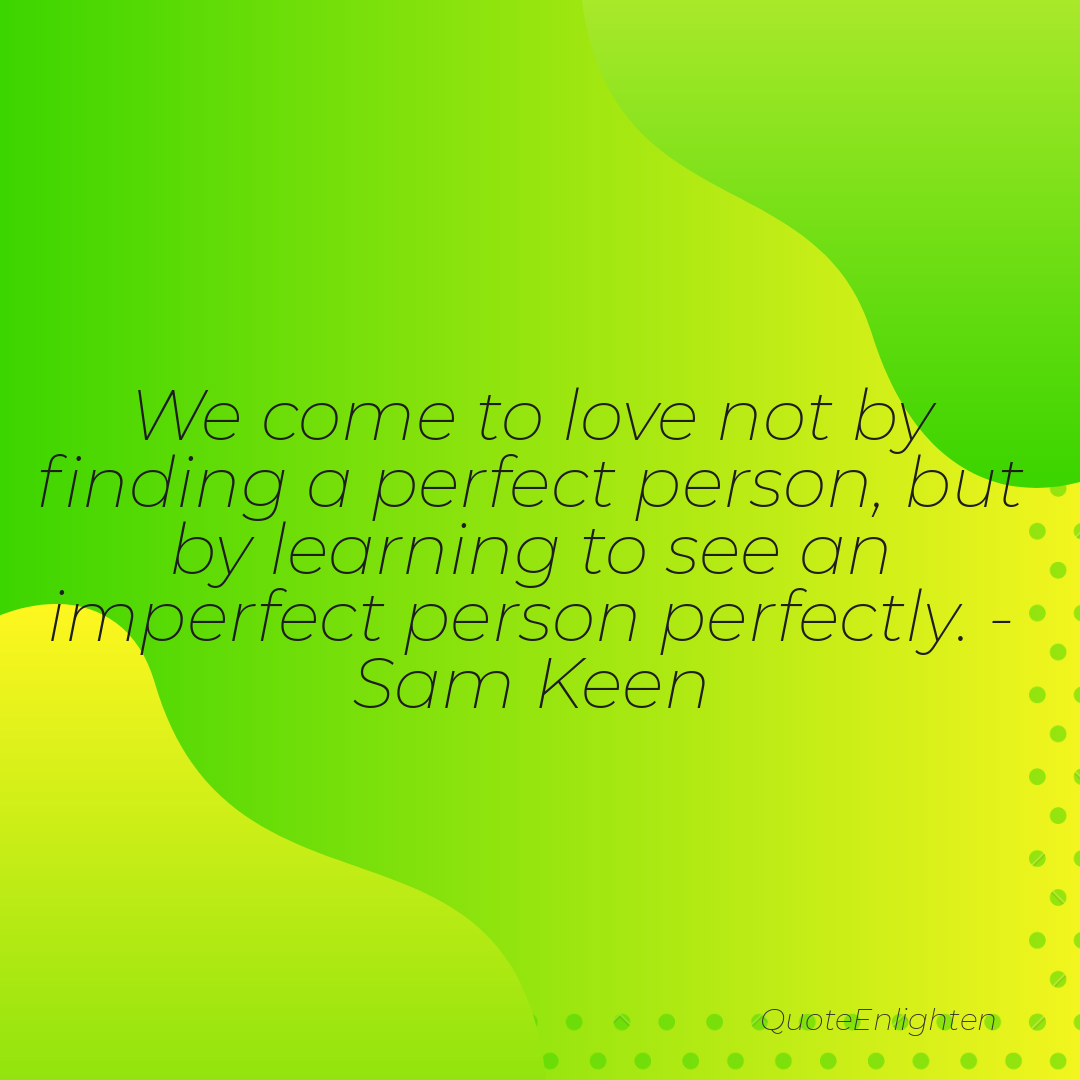 We come to love not by
finding a perfect person, but
by learning to see an
imperfect person perfectly. -
Sam Keen
QuoteEnlighten